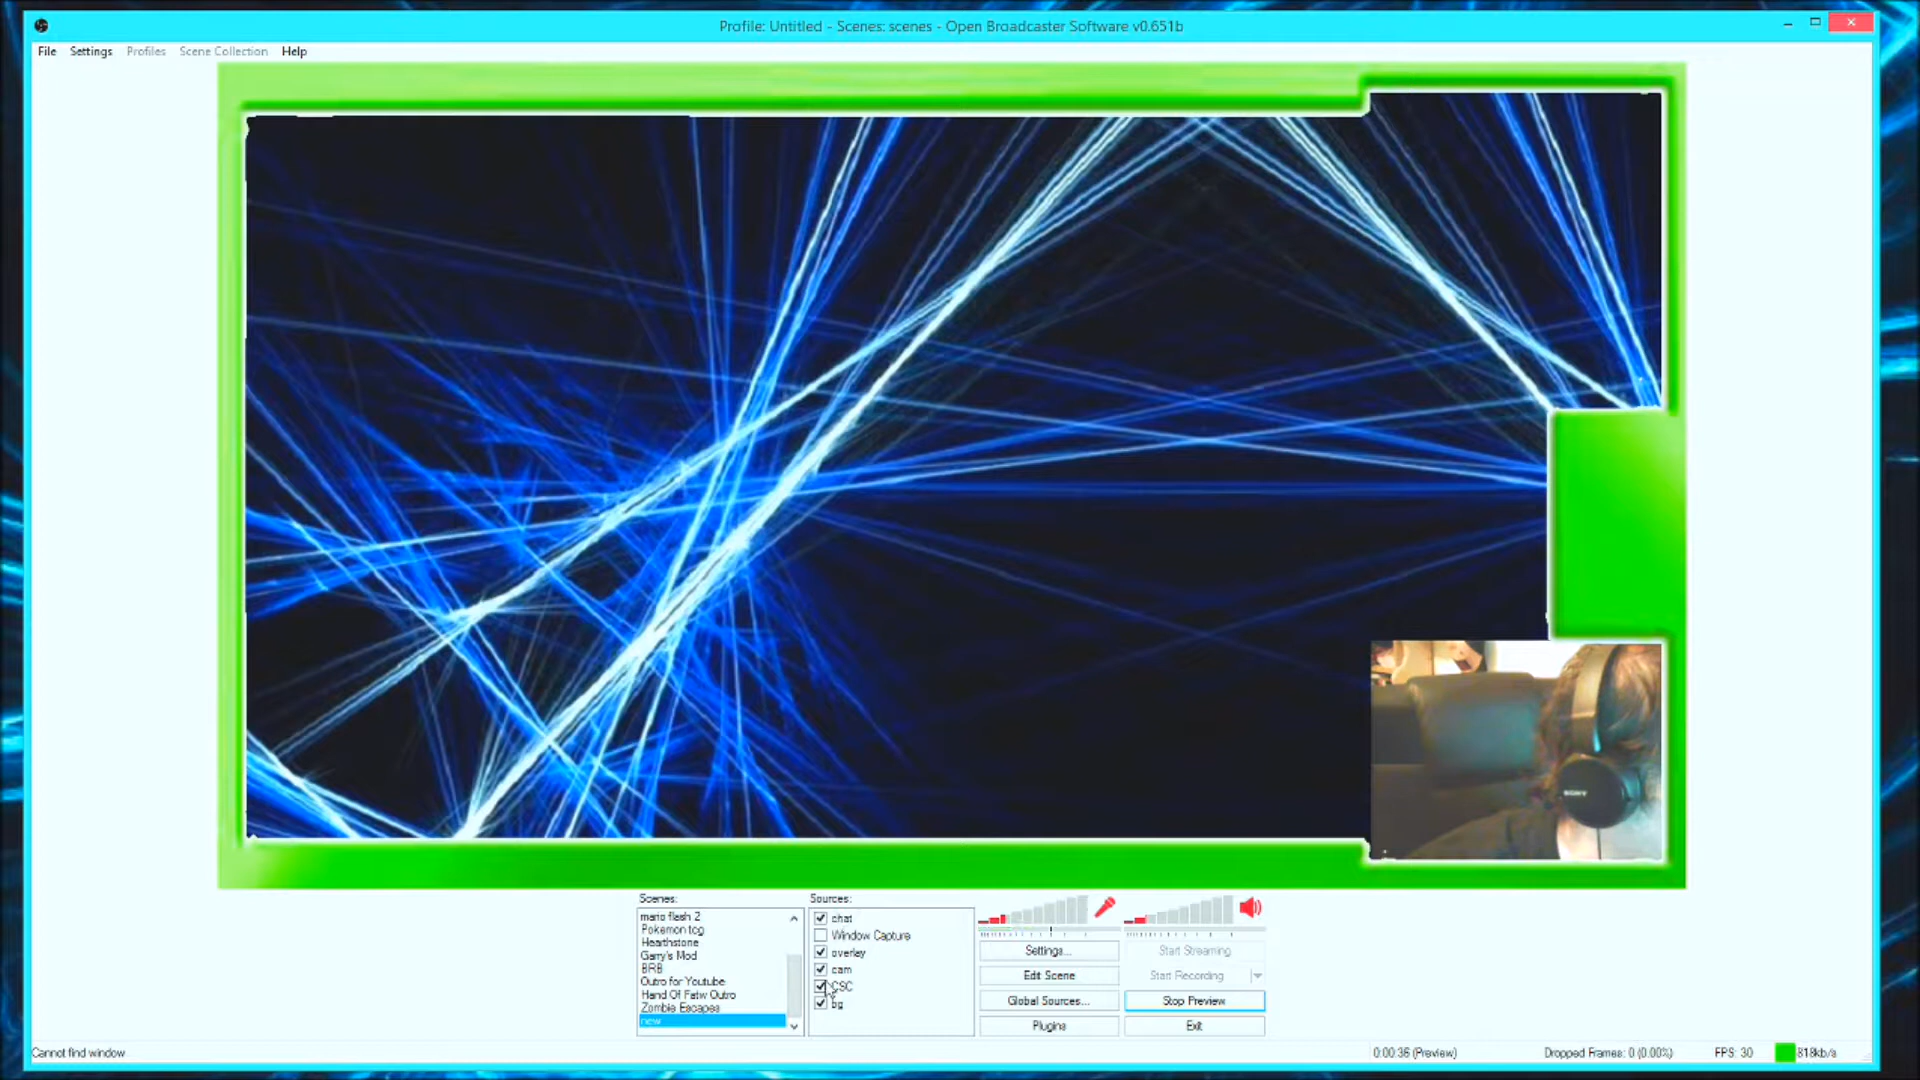 Profile: Untitled - Scenes: scenes - Open Broadcaster Software v0.651b
File Settings Profiles Scene Collection Help
SONY
Scenes:
mario flash 2
Pokemon tcg
Hearthstone
Garry's Mod
BRB
Outro for Youtube
Hand Of Fatw Outro
Zombie Escapes
new
Sources:
chat
Window Capture
overlay
cam
CSC
bg
Settings...
Edit Scene
Global Sources...
Plugins
Start Streaming
Start Recording
Stop Preview
Exit
Cannot find window
0:00:36 (Preview)
Dropped Frames: 0 (0.00%)
FPS: 30
818kb/s